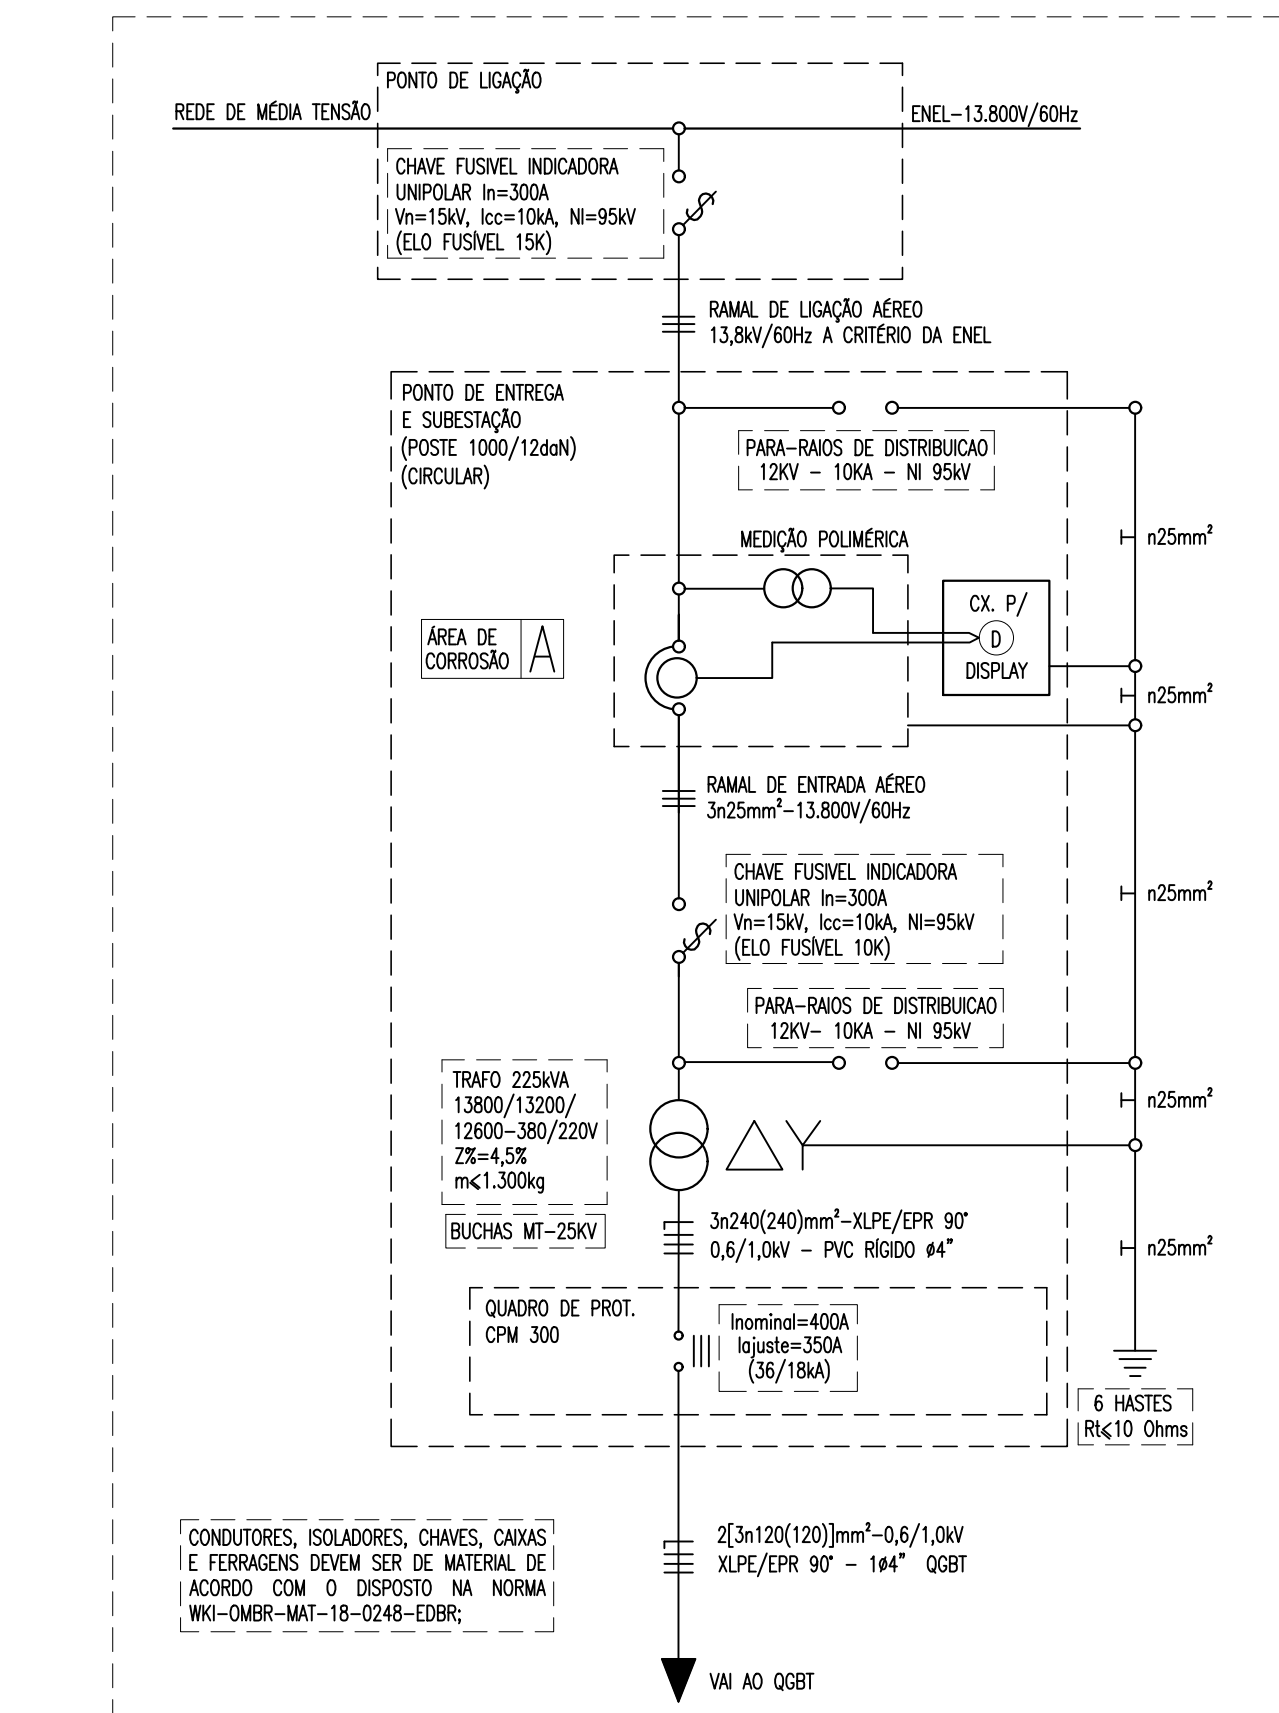 PONTO DE LIGAÇÃO
REDE DE MÉDIA TENSÃO
ENEL-13.800V/60Hz
CHAVE FUSIVEL INDICADORA
UNIPOLAR In=300A
Vn=15kV, Icc=10kA, NI=95kV
(ELO FUSÍVEL 15K)
RAMAL DE LIGAÇÃO AÉREO
13,8kV/60Hz A CRITÉRIO DA ENEL
PONTO DE ENTREGA
E SUBESTAÇÃO
(POSTE 1000/12daN)
(CIRCULAR)
PARA-RAIOS DE DISTRIBUICAO
12KV - 10KA - NI 95kV
MEDIÇÃO POLIMÉRICA
n25mm²
CX. P/
D
DISPLAY
ÁREA DE
CORROSÃO
A
n25mm²
RAMAL DE ENTRADA AÉREO
3n25mm²-13.800V/60Hz
CHAVE FUSIVEL INDICADORA
UNIPOLAR In=300A
Vn=15kV, Icc=10kA, NI=95kV
(ELO FUSÍVEL 10K)
n25mm²
PARA-RAIOS DE DISTRIBUICAO
12KV- 10KA - NI 95kV
TRAFO 225kVA
13800/13200/
12600-380/220V
Z%=4,5%
m⩽1.300kg
n25mm²
BUCHAS MT-25KV
3n240(240)mm²-XLPE/EPR 90°
0,6/1,0kV - PVC RÍGIDO ø4"
n25mm²
QUADRO DE PROT.
CPM 300
Inominal=400A
Iajuste=350A
(36/18kA)
6 HASTES
Rt⩽10 Ohms
CONDUTORES, ISOLADORES, CHAVES, CAIXAS
E FERRAGENS DEVEM SER DE MATERIAL DE
ACORDO COM O DISPOSTO NA NORMA
WKI-OMBR-MAT-18-0248-EDBR;
2[3n120(120)]mm²-0,6/1,0kV
XLPE/EPR 90° - 1ø4" QGBT
VAI AO QGBT